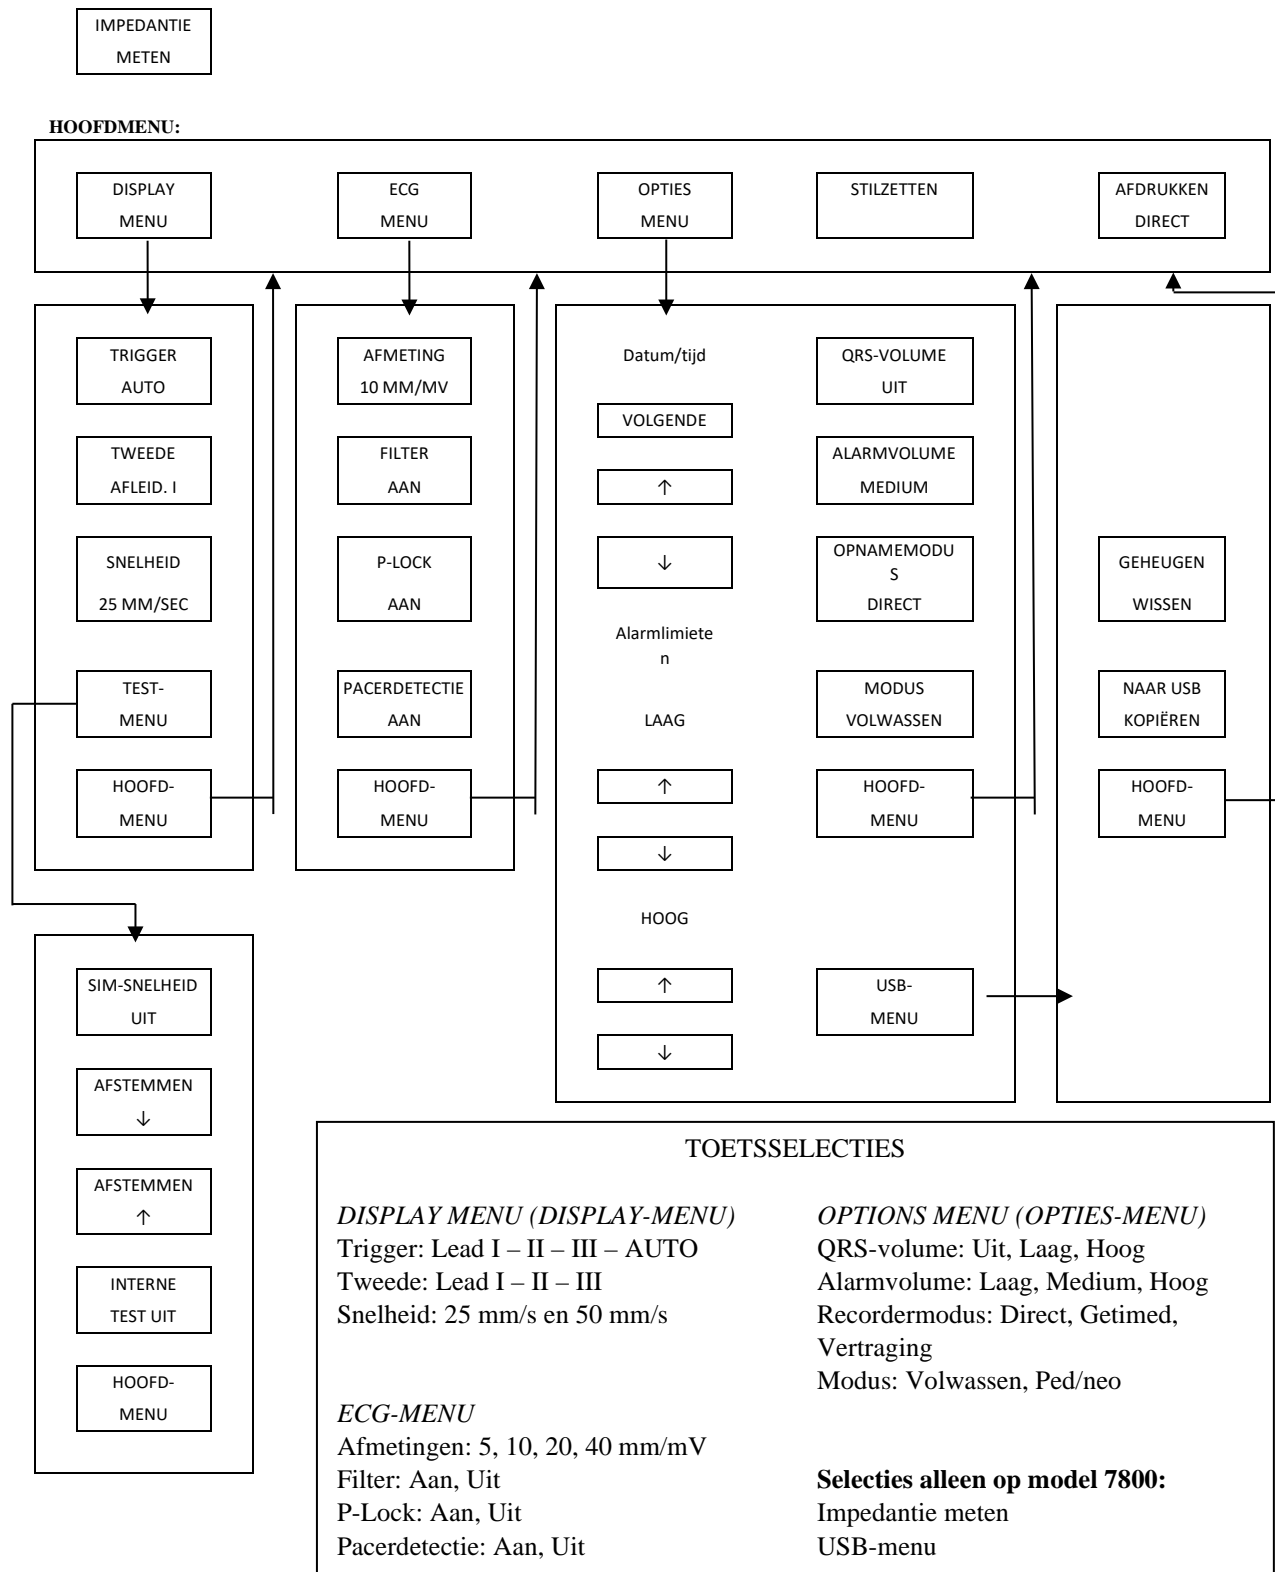 IMPEDANTIE
METEN
HOOFDMENU:
DISPLAY
MENU
ECG
MENU
OPTIES
MENU
STILZETTEN
AFDRUKKEN
DIRECT
TRIGGER
AUTO
TWEEDE
AFLEID. I
SNELHEID
25 MM/SEC
TEST-
MENU
HOOFD-
MENU
AFMETING
10 MM/MV
FILTER
AAN
P-LOCK
AAN
PACERDETECTIE
AAN
HOOFD-
MENU
Datum/tijd
VOLGENDE
↑
↓
Alarmlimiete
n
LAAG
↑
↓
HOOG
↑
↓
QRS-VOLUME
UIT
ALARMVOLUME
MEDIUM
OPNAMEMODU
S
DIRECT
MODUS
VOLWASSEN
HOOFD-
MENU
USB-
MENU
GEHEUGEN
WISSEN
NAAR USB
KOPIËREN
HOOFD-
MENU
SIM-SNELHEID
UIT
AFSTEMMEN
↓
AFSTEMMEN
↑
INTERNE
TEST UIT
HOOFD-
MENU
TOETSSELECTIES
DISPLAY MENU (DISPLAY-MENU)
Trigger: Lead I – II – III – AUTO
Tweede: Lead I – II – III
Snelheid: 25 mm/s en 50 mm/s
ECG-MENU
Afmetingen: 5, 10, 20, 40 mm/mV
Filter: Aan, Uit
P-Lock: Aan, Uit
Pacerdetectie: Aan, Uit
OPTIONS MENU (OPTIES-MENU)
QRS-volume: Uit, Laag, Hoog
Alarmvolume: Laag, Medium, Hoog
Recordermodus: Direct, Getimed,
Vertraging
Modus: Volwassen, Ped/neo
Selecties alleen op model 7800:
Impedantie meten
USB-menu